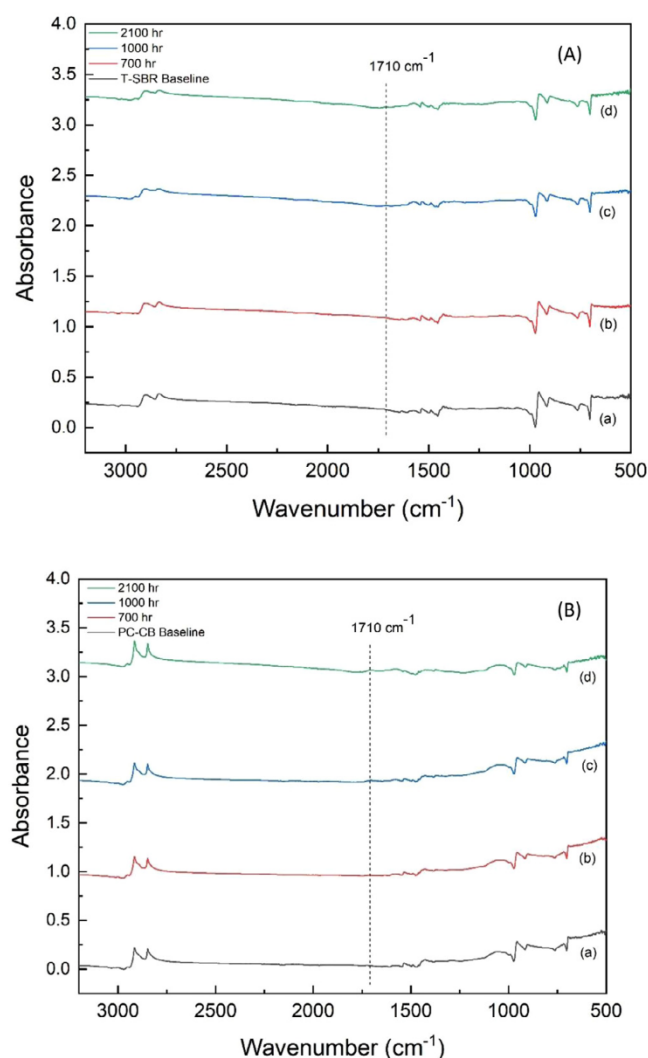 4.0
2100 hr
1000 hr
700 hr
T-SBR Baseline
1710 cm⁻¹
(A)
3.5
3.0
2.5
2.0
1.5
1.0
0.5
0.0
(d)
(c)
(b)
(a)
Absorbance
3000 2500 2000 1500 1000 500
Wavenumber (cm⁻¹)
4.0
2100 hr
1000 hr
700 hr
PC-CB Baseline
1710 cm⁻¹
(B)
3.5
3.0
2.5
2.0
1.5
1.0
0.5
0.0
(d)
(c)
(b)
(a)
Absorbance
3000 2500 2000 1500 1000 500
Wavenumber (cm⁻¹)